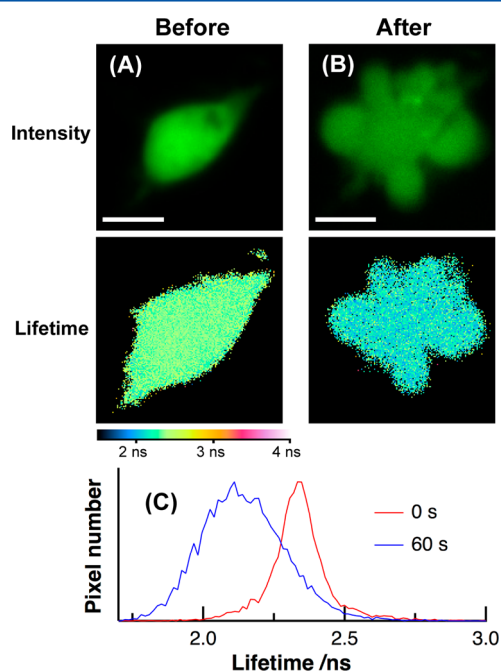 Before After
(A) (B)
Intensity
Lifetime
2 ns 3 ns 4 ns
(C)
0 s
60 s
Pixel number
2.0 2.5 3.0
Lifetime /ns